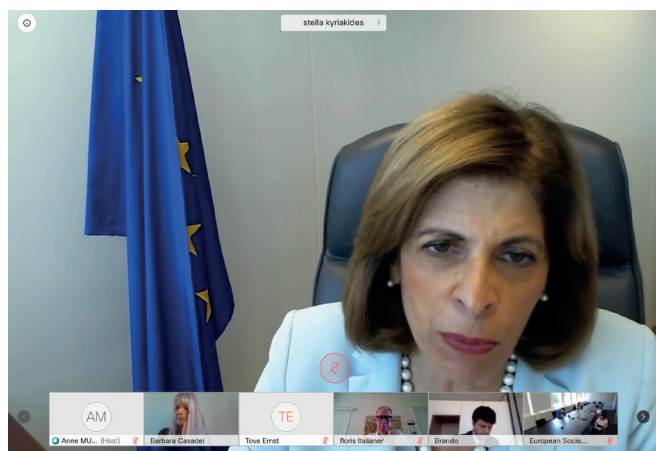 stella kyriakides
AM
TE
Anne MU... (Host)
Barbara Casadei
Tove Ernst
floris Italianer
Brando
European Socie...